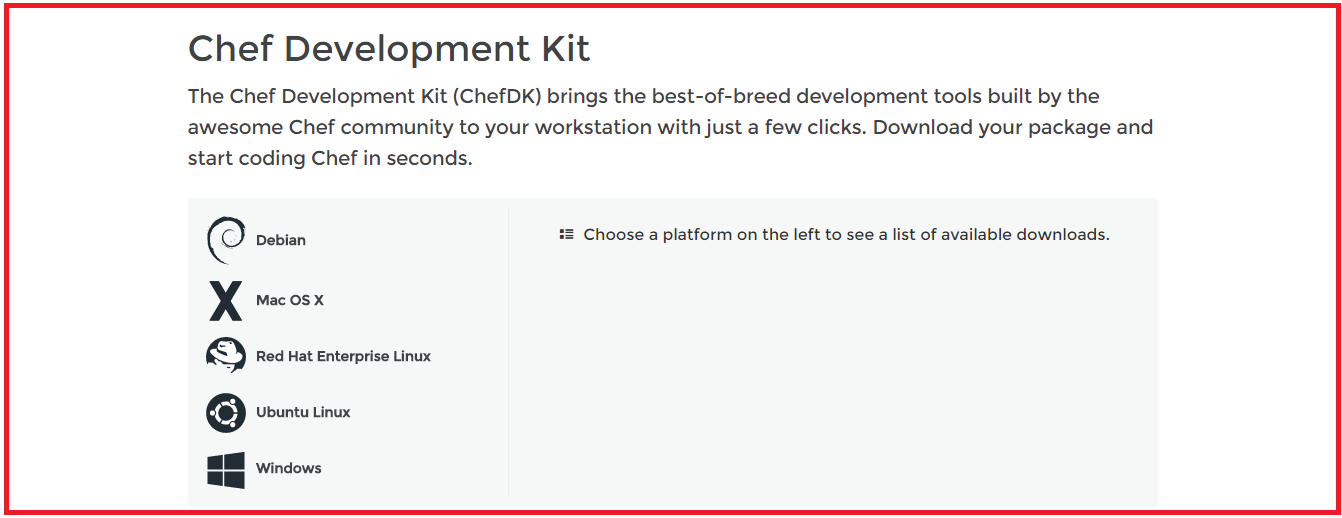 Chef Development Kit
The Chef Development Kit (ChefDK) brings the best-of-breed development tools built by the
awesome Chef community to your workstation with just a few clicks. Download your package and
start coding Chef in seconds.
Debian
Mac OS X
Red Hat Enterprise Linux
Ubuntu Linux
Windows
Choose a platform on the left to see a list of available downloads.